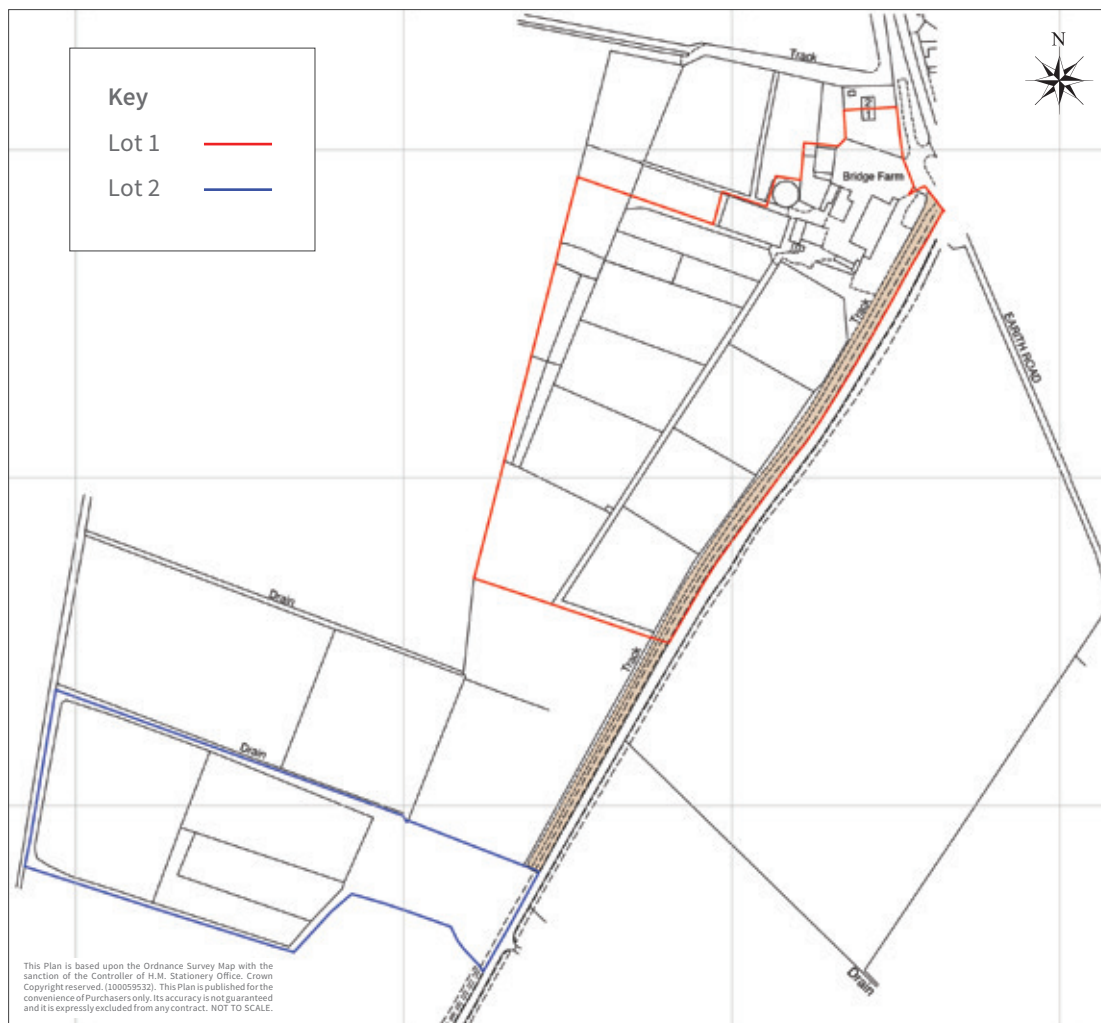 Key
Lot 1
Lot 2
N
Track
2
1
Bridge Farm
Track
EARITH ROAD
Drain
Track
Drain
Drain
This Plan is based upon the Ordnance Survey Map with the
sanction of the Controller of H.M. Stationery Office. Crown
Copyright reserved. (100059532). This Plan is published for the
convenience of Purchasers only. Its accuracy is not guaranteed
and it is expressly excluded from any contract. NOT TO SCALE.